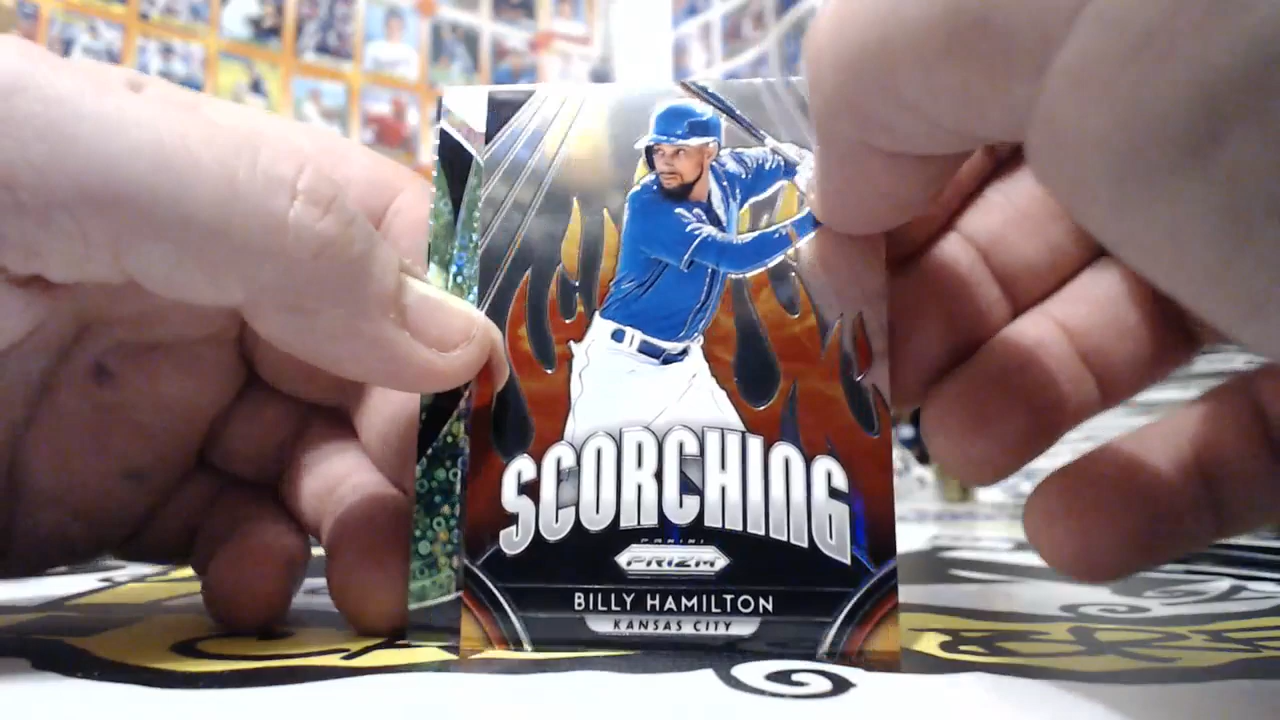 SCORCHING
PANINI
PRIZM
BILLY HAMILTON
KANSAS CITY